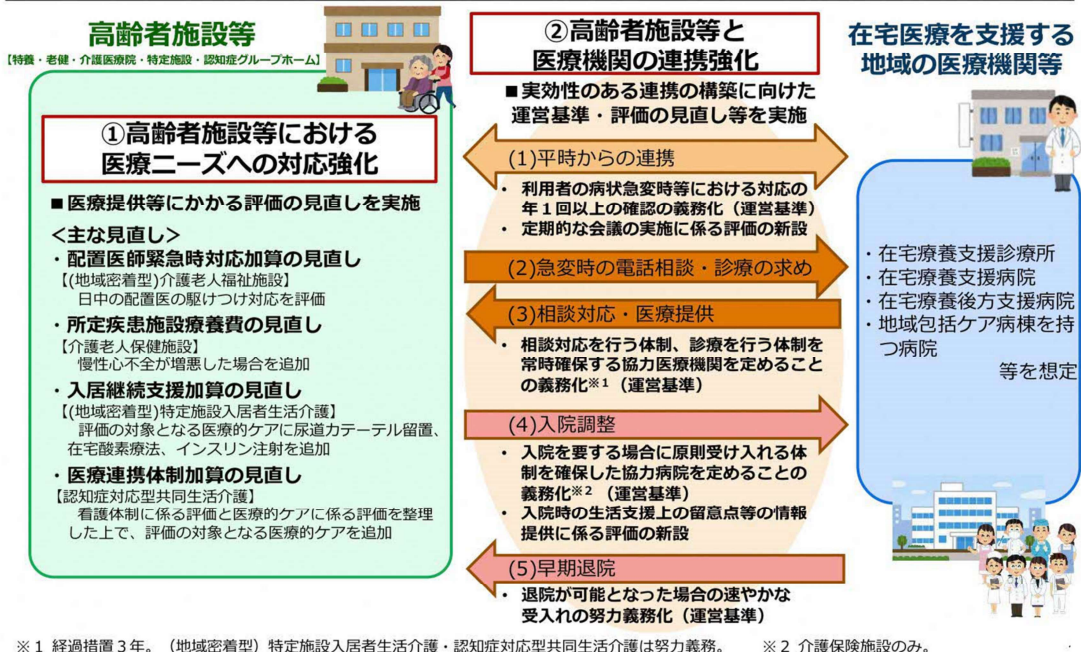 高齢者施設等
【特養・老健・介護医療院・特定施設・認知症グループホーム】
①高齢者施設等における
医療ニーズへの対応強化
■医療提供等にかかる評価の見直しを実施
<主な見直し>
・配置医師緊急時対応加算の見直し
【(地域密着型)介護老人福祉施設】
日中の配置医の駆けつけ対応を評価
・所定疾患施設療養費の見直し
【介護老人保健施設】
慢性心不全が増悪した場合を追加
・入居継続支援加算の見直し
【(地域密着型)特定施設入居者生活介護】
評価の対象となる医療的ケアに尿道カテーテル留置、
在宅酸素療法、インスリン注射を追加
・医療連携体制加算の見直し
【認知症対応型共同生活介護】
看護体制に係る評価と医療的ケアに係る評価を整理
した上で、評価の対象となる医療的ケアを追加
②高齢者施設等と
医療機関の連携強化
■実効性のある連携の構築に向けた
運営基準・評価の見直し等を実施
(1)平時からの連携
・ 利用者の病状急変時等における対応の
年1回以上の確認の義務化（運営基準）
・ 定期的な会議の実施に係る評価の新設
(2)急変時の電話相談・診療の求め
(3)相談対応・医療提供
・ 相談対応を行う体制、診療を行う体制を
常時確保する協力医療機関を定めること
の義務化※1（運営基準）
(4)入院調整
・ 入院を要する場合に原則受け入れる体
制を確保した協力病院を定めることの
義務化※2（運営基準）
・ 入院時の生活支援上の留意点等の情報
提供に係る評価の新設
(5)早期退院
・ 退院が可能となった場合の速やかな
受入れの努力義務化（運営基準）
在宅医療を支援する
地域の医療機関等
・在宅療養支援診療所
・在宅療養支援病院
・在宅療養後方支援病院
・地域包括ケア病棟を持
つ病院
等を想定
※1 経過措置3年。（地域密着型）特定施設入居者生活介護・認知症対応型共同生活介護は努力義務。 ※2 介護保険施設のみ。